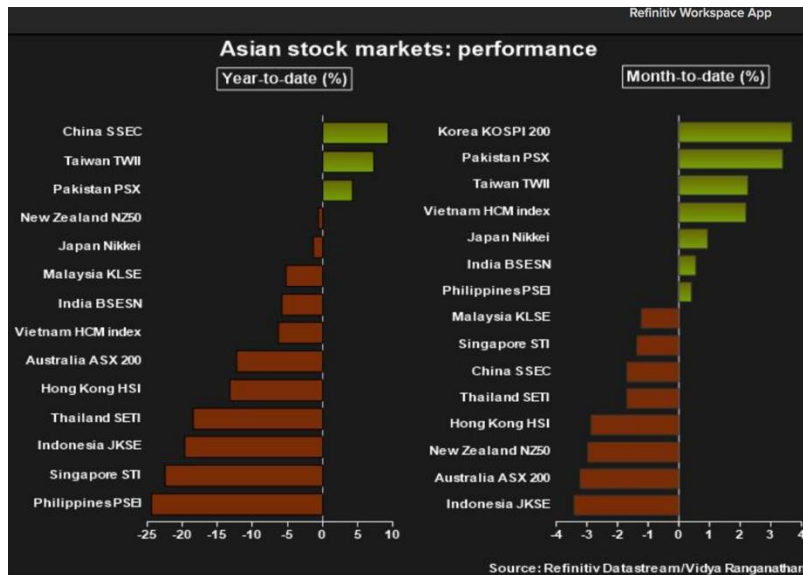 Refinitiv Workspace App
Asian stock markets: performance
Year-to-date (%)
China SSEC
Taiwan TWII
Pakistan PSX
New Zealand NZ50
Japan Nikkei
Malaysia KLSE
India BSESN
Vietnam HCM index
Australia ASX 200
Hong Kong HSI
Thailand SETI
Indonesia JKSE
Singapore STI
Philippines PSEI
-25 -20 -15 -10 -5 0 5 10
Month-to-date (%)
Korea KOSPI 200
Pakistan PSX
Taiwan TWII
Vietnam HCM index
Japan Nikkei
India BSESN
Philippines PSEI
Malaysia KLSE
Singapore STI
China SSEC
Thailand SETI
Hong Kong HSI
New Zealand NZ50
Australia ASX 200
Indonesia JKSE
-4 -3 -2 -1 0 1 2 3 4
Source: Refinitiv Datastream/Vidya Ranganathan